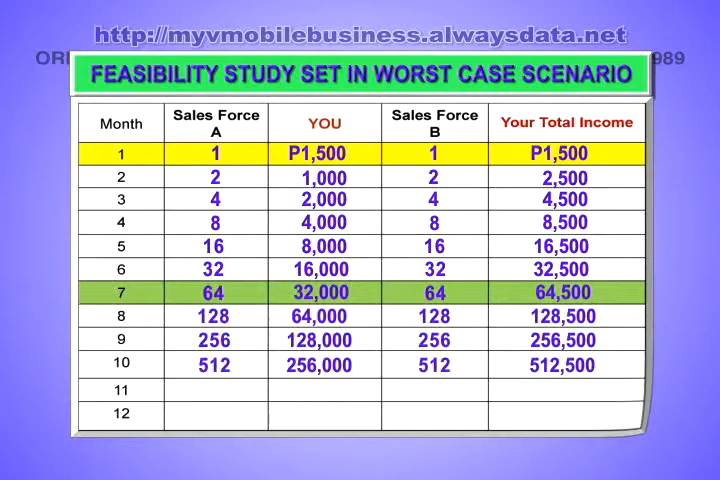 http://myvmobilebusiness.alwaysdata.net
989
FEASIBILITY STUDY SET IN WORST CASE SCENARIO
Month Sales Force A YOU Sales Force B Your Total Income
1 1 P1,500 1 P1,500
2 2 1,000 2 2,500
3 4 2,000 4 4,500
4 8 4,000 8 8,500
5 16 8,000 16 16,500
6 32 16,000 32 32,500
7 64 32,000 64 64,500
8 128 64,000 128 128,500
9 256 128,000 256 256,500
10 512 256,000 512 512,500
11
12